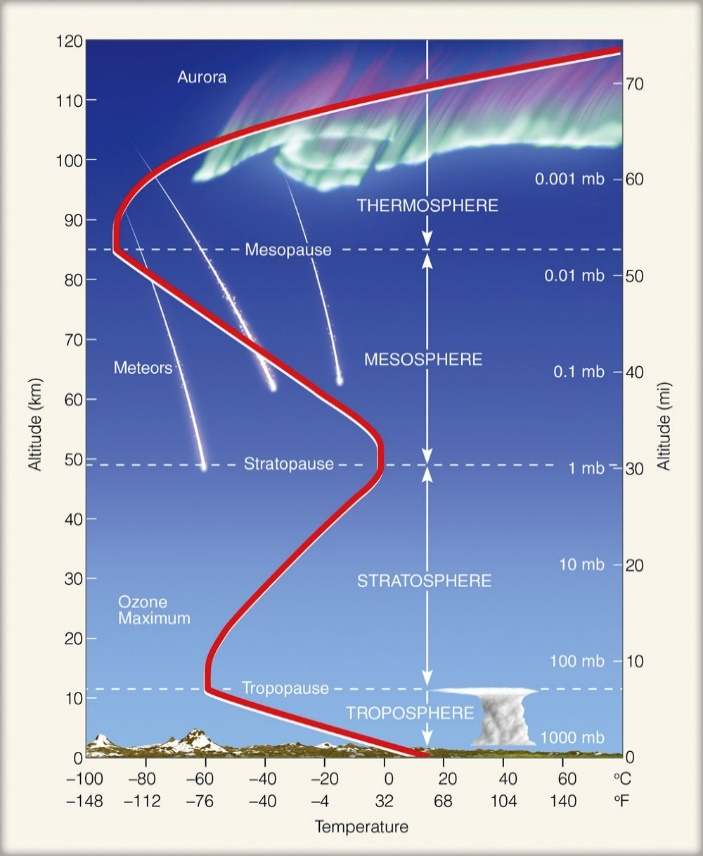 120
110
100
90
80
70
60
50
40
30
20
10
0
Altitude (km)
Aurora
THERMOSPHERE
0.001 mb
Mesopause
0.01 mb
MESOSPHERE
Meteors
0.1 mb
Stratopause
1 mb
STRATOSPHERE
10 mb
Ozone
Maximum
100 mb
Tropopause
TROPOSPHERE
1000 mb
70
60
50
40
30
20
10
0
Altitude (mi)
–100 –80 –60 –40 –20 0 20 40 60 °C
–148 –112 –76 –40 –4 32 68 104 140 °F
Temperature